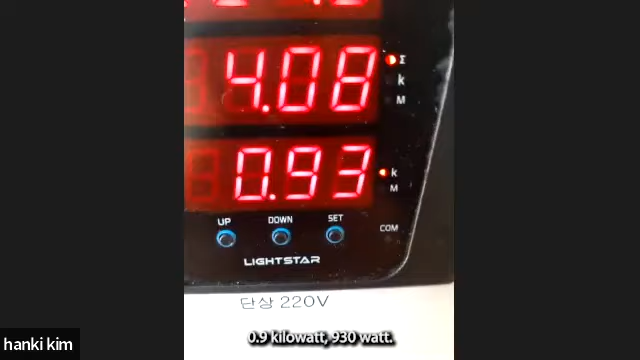 4.08
Σ
k
M
0.93
k
M
UP DOWN SET
COM
LIGHTSTAR
단상 220V
0.9 kilowatt, 930 watt.
hanki kim